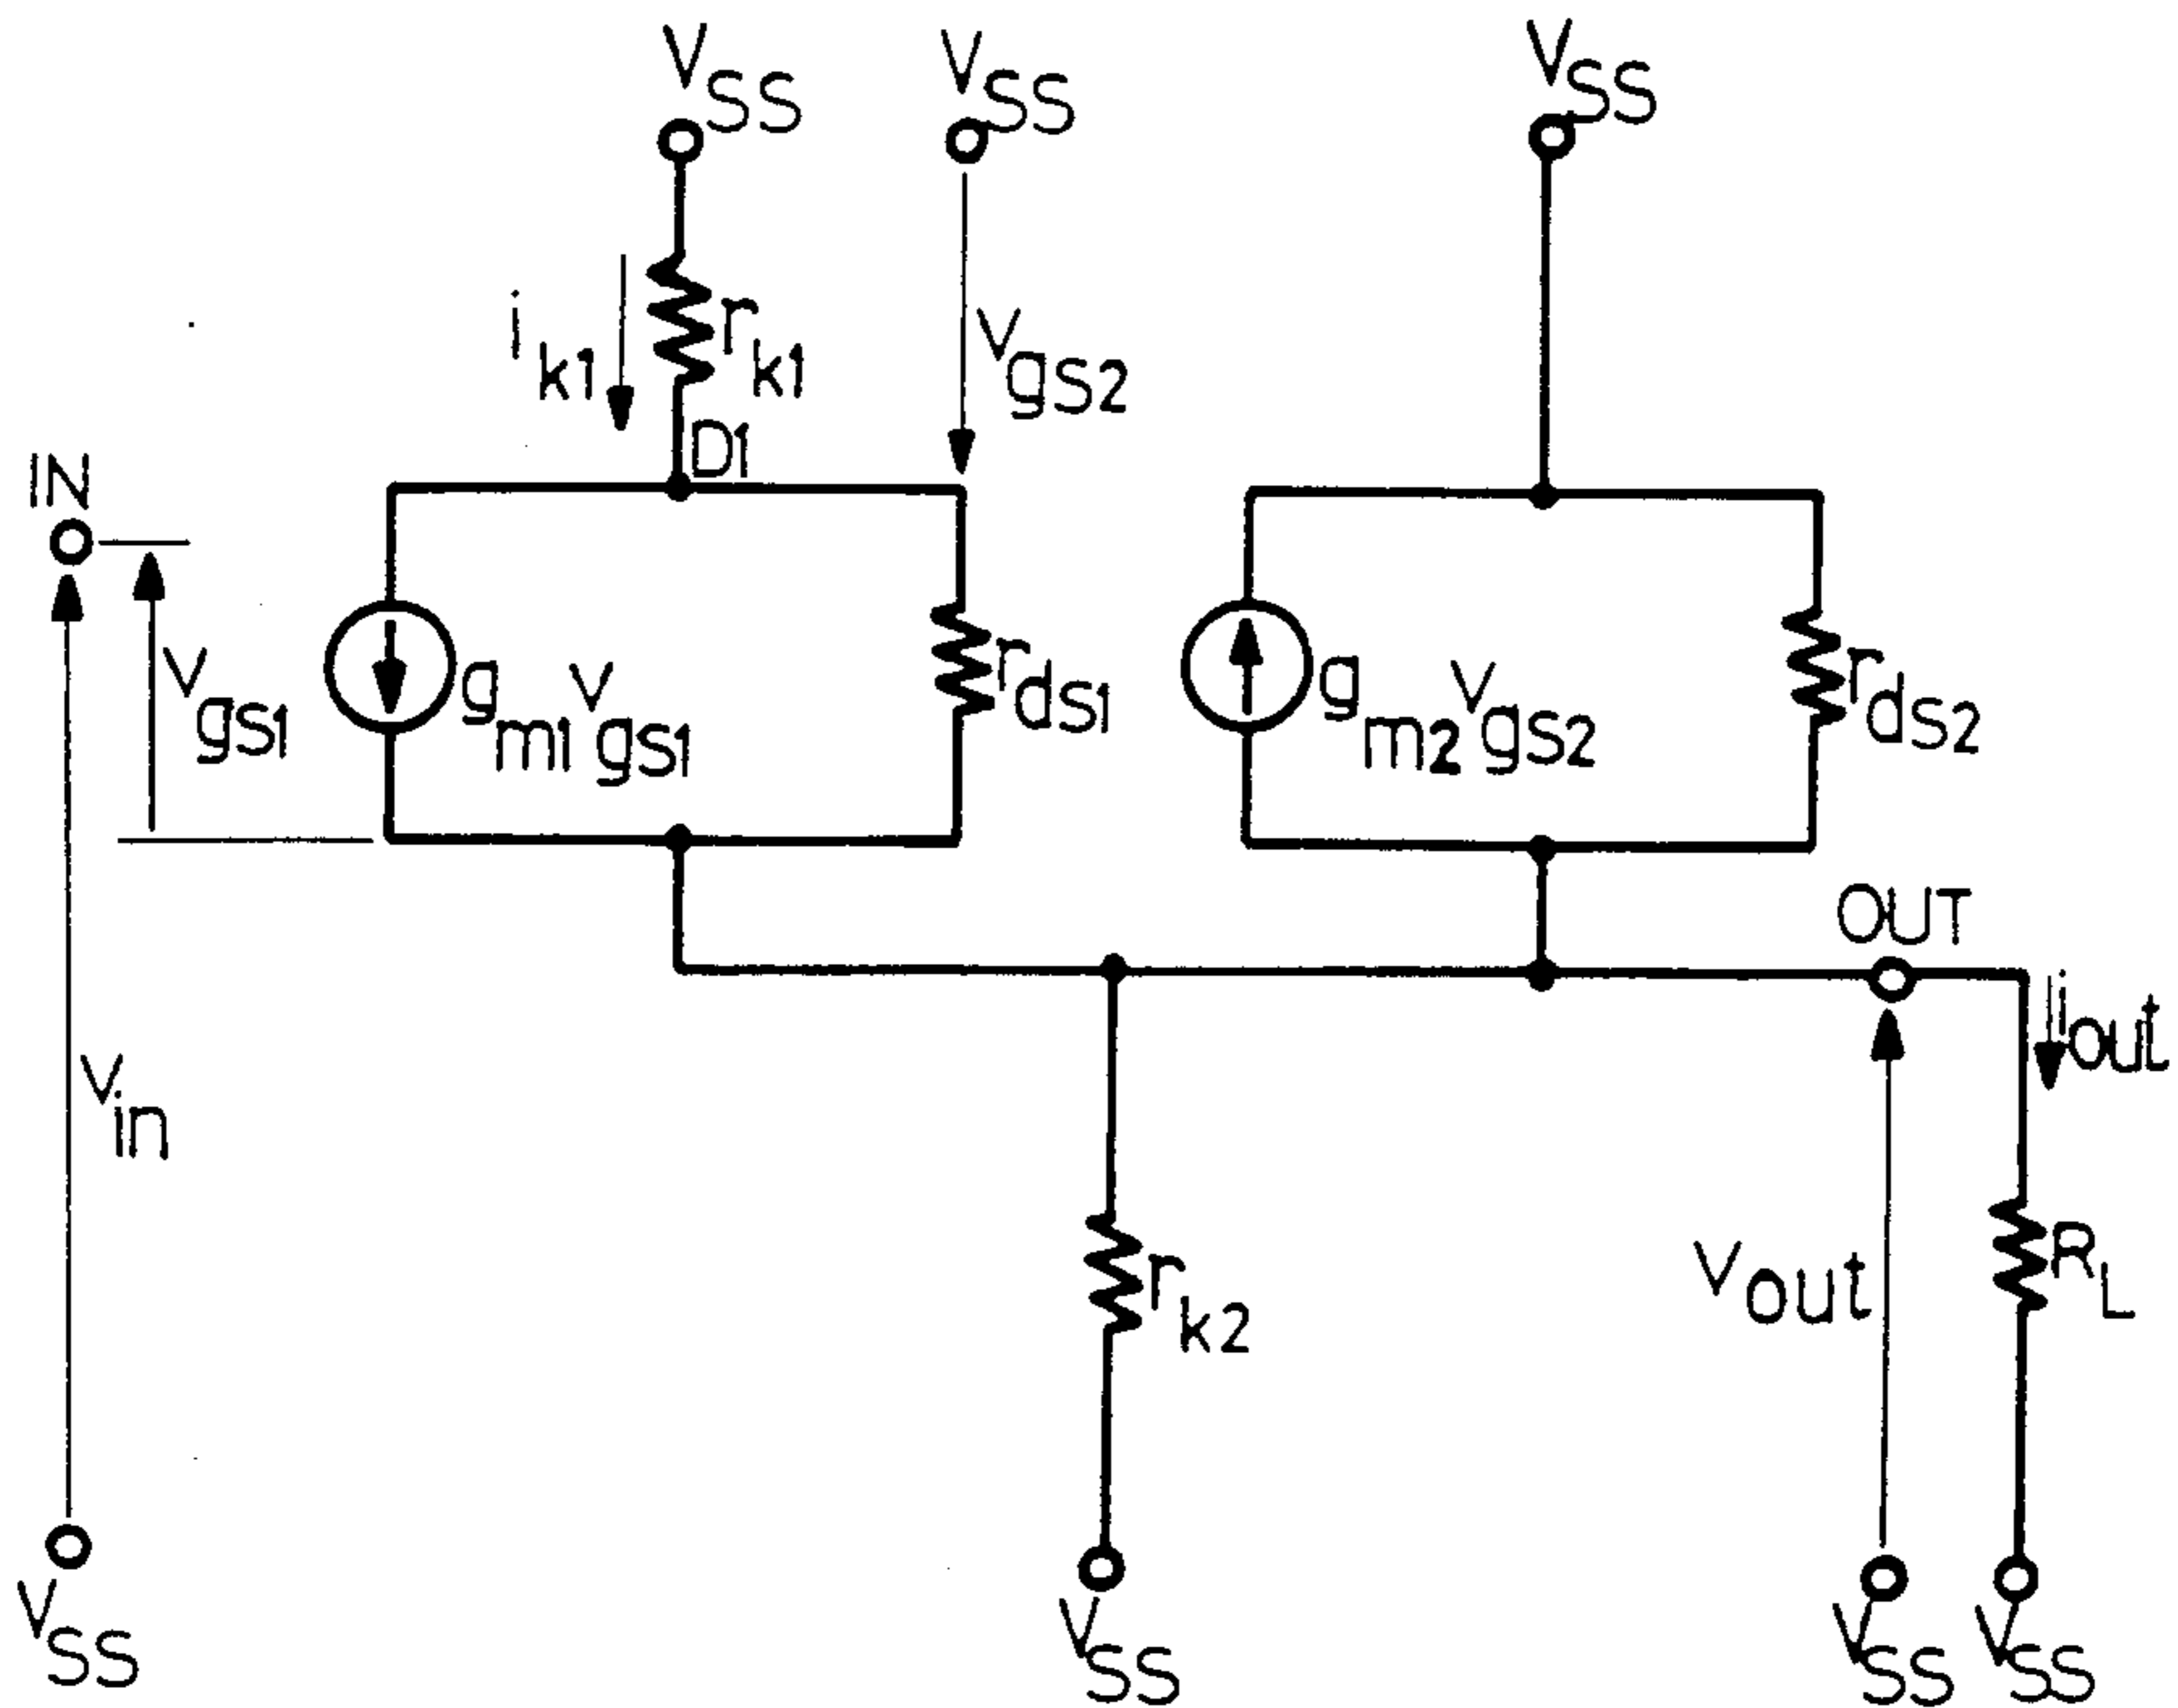 VSS
VSS
VSS
ik1
rk1
vgs2
D1
IN
vgs1
gm1vgs1
rds1
gm2vgs2
rds2
OUT
iout
vin
rk2
vout
RL
VSS
VSS
VSS
VSS